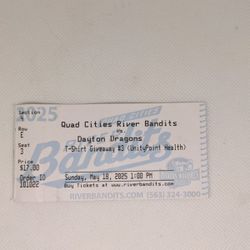 2025
Section
Row
E
Seat
3
Price
$17.00
Order ID
101022
Quad Cities River Bandits
vs.
Dayton Dragons
T-Shirt Giveaway #3 (UnityPoint Health)
Bandits
Sunday, May 18, 2025 1:00 PM
Buy Tickets at www.riverbandits.com
RIVERBANDITS.COM (563) 324-3000